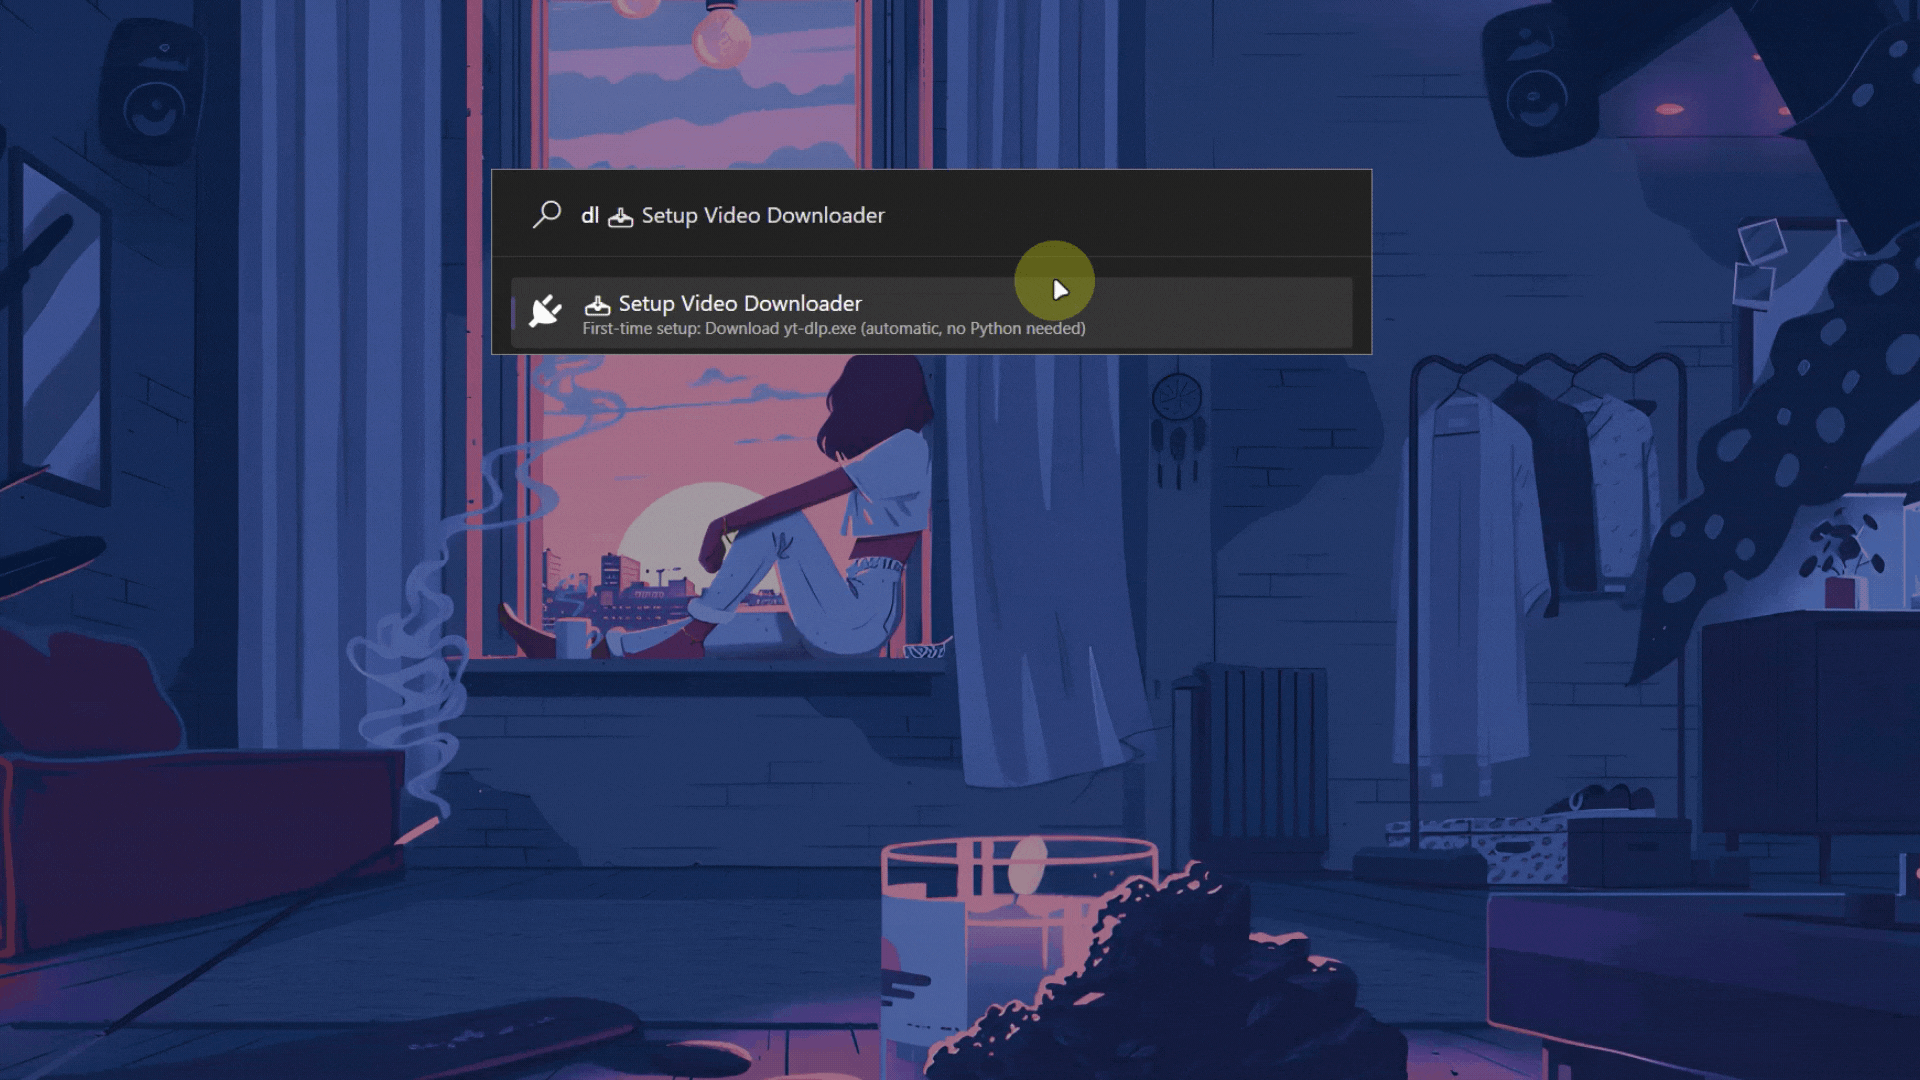 dl Setup Video Downloader
Setup Video Downloader
First-time setup: Download yt-dlp.exe (automatic, no Python needed)